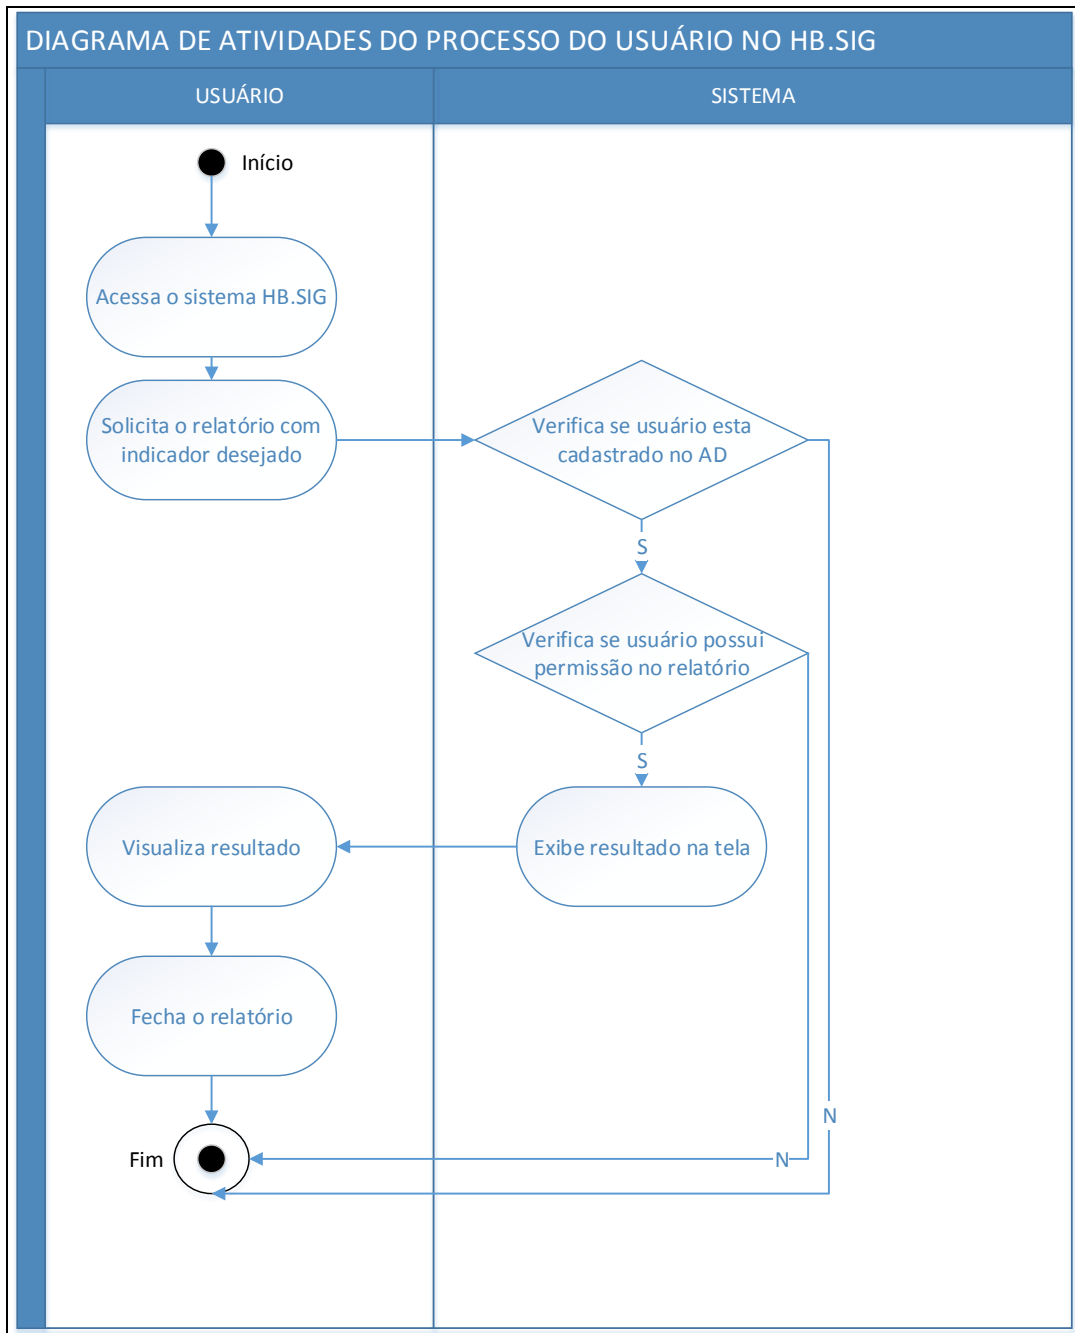 DIAGRAMA DE ATIVIDADES DO PROCESSO DO USUÁRIO NO HB.SIG
USUÁRIO
SISTEMA
Início
Acessa o sistema HB.SIG
Solicita o relatório com
indicador desejado
Verifica se usuário esta
cadastrado no AD
S
Verifica se usuário possui
permissão no relatório
S
Visualiza resultado
Exibe resultado na tela
Fecha o relatório
N
Fim
N